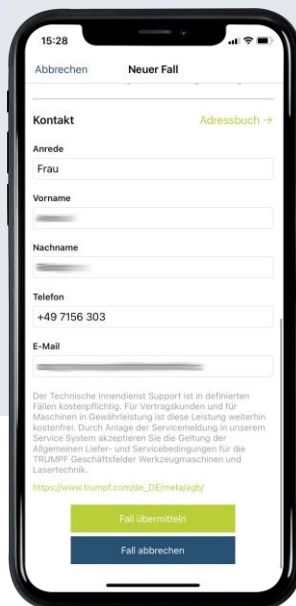 15:28
Abbrechen Neuer Fall
Kontakt Adressbuch →
Anrede
Frau
Vorname
Nachname
Telefon
+49 7156 303
E-Mail
Der Technische Innendienst Support ist in definierten
Fällen kostenpflichtig. Für Vertragskunden und für
Maschinen in Gewährleistung ist diese Leistung weiterhin
kostenfrei. Durch Anlage der Servicemeldung in unserem
Service System akzeptieren Sie die Geltung der
Allgemeinen Liefer- und Servicebedingungen für die
TRUMPF Geschäftsfelder Werkzeugmaschinen und
Lasertechnik.
https://www.trumpf.com/de_DE/meta/agb/
Fall übermitteln
Fall abbrechen